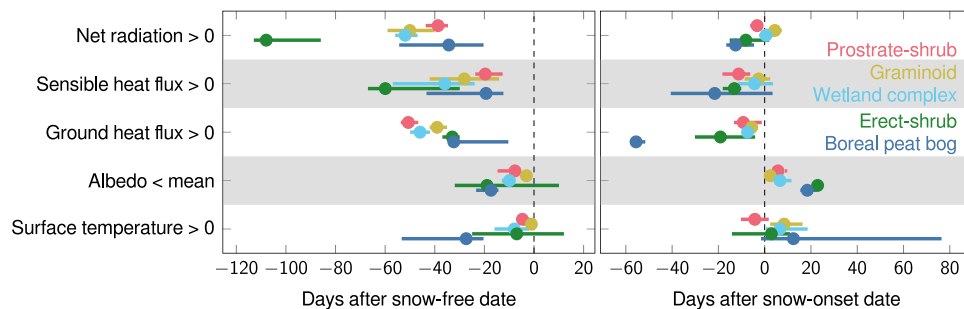 Net radiation > 0
Sensible heat flux > 0
Ground heat flux > 0
Albedo < mean
Surface temperature > 0
Prostrate-shrub
Graminoid
Wetland complex
Erect-shrub
Boreal peat bog
−120 −100 −80 −60 −40 −20 0
−60 −40 −20 0 20 40 60 80
Days after snow-free date
Days after snow-onset date